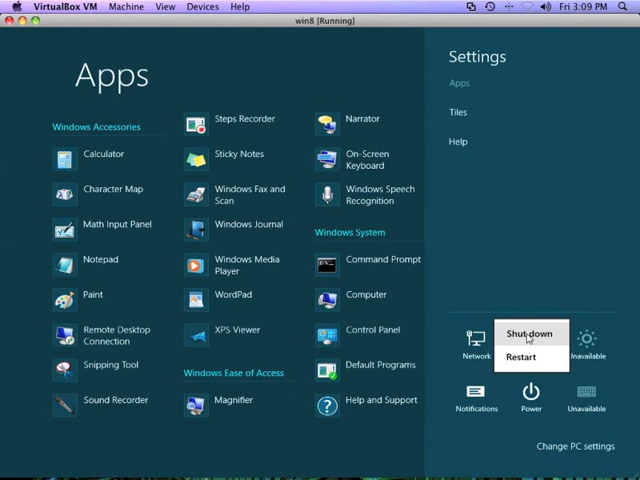 VirtualBox VM Machine View Devices Help
Fri 3:09 PM
win8 [Running]
Apps
Windows Accessories
Calculator
Character Map
Math Input Panel
Notepad
Paint
Remote Desktop
Connection
Snipping Tool
Sound Recorder
Steps Recorder
Sticky Notes
Windows Fax and
Scan
Windows Journal
Windows Media
Player
WordPad
XPS Viewer
Windows Ease of Access
Magnifier
Narrator
On-Screen
Keyboard
Windows Speech
Recognition
Windows System
Command Prompt
Computer
Control Panel
Default Programs
Help and Support
Settings
Apps
Tiles
Help
Shut down
Restart
Network
Unavailable
Notifications
Power
Unavailable
Change PC settings